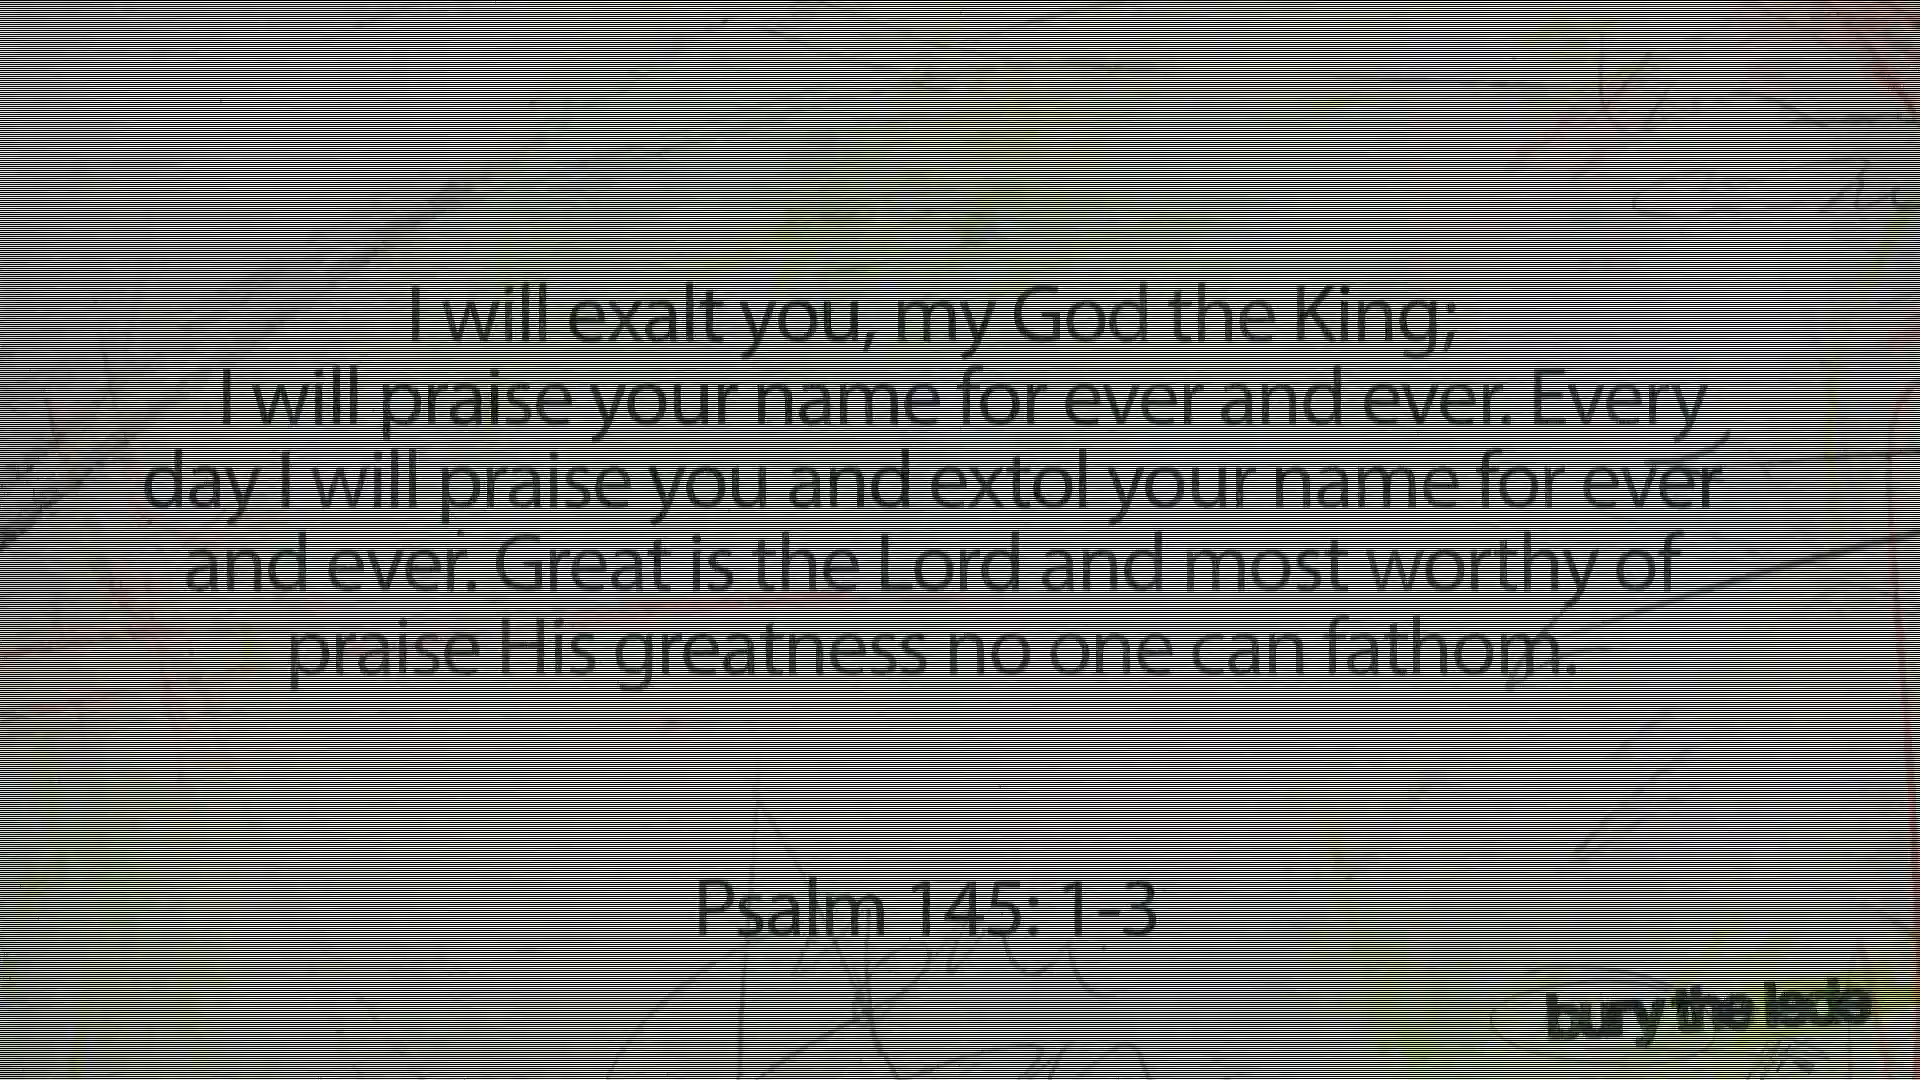 I will exalt you, my God the King;
I will praise your name for ever and ever. Every
day I will praise you and extol your name for ever
and ever. Great is the Lord and most worthy of
praise His greatness no one can fathom.
Psalm 145: 1-3
bury the lede